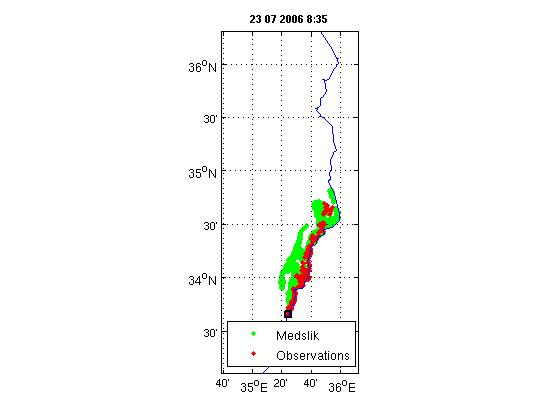 23 07 2006 8:35
36°N
30'
35°N
30'
34°N
30'
Medslik
Observations
40' 35°E 20' 40' 36°E